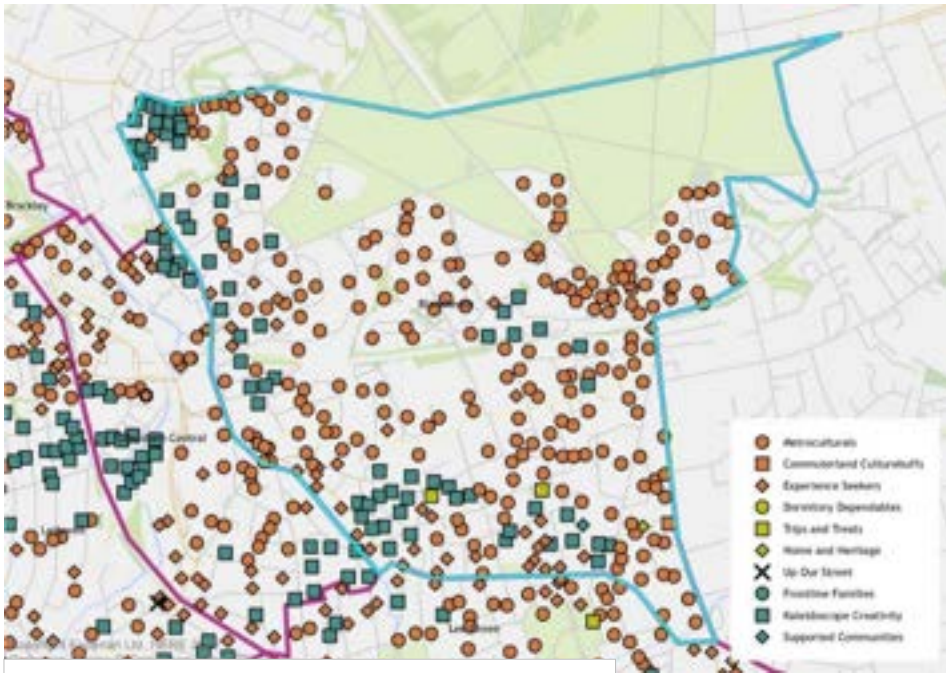 Brockley
Central
Metroculturals
Commuterland Culturebuffs
Experience Seekers
Dormitory Dependables
Trips and Treats
Home and Heritage
Up Our Street
Frontline Families
Kaleidoscope Creativity
Supported Communities